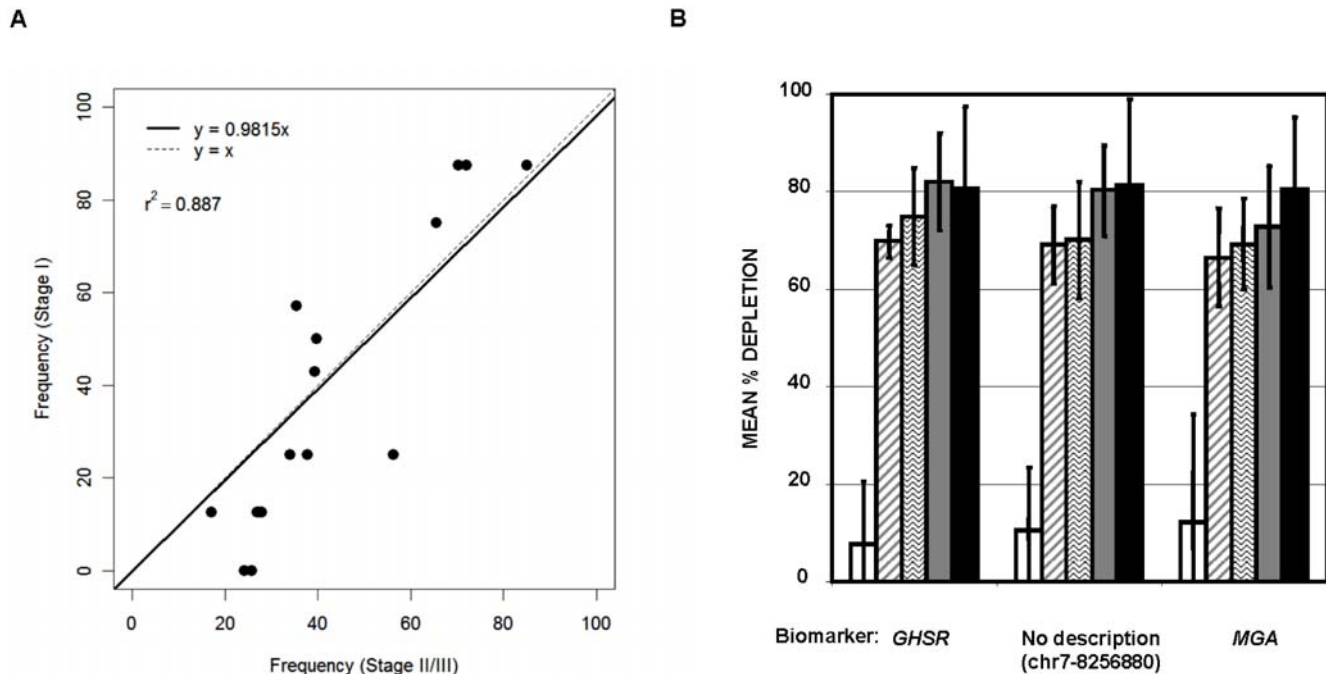 A
B
100
80
60
40
20
0
Frequency (Stage I)
y = 0.9815x
y = x
r² = 0.887
0 20 40 60 80 100
Frequency (Stage II/III)
100
80
60
40
20
0
MEAN % DEPLETION
Biomarker: GHSR No description MGA
(chr7-8256880)